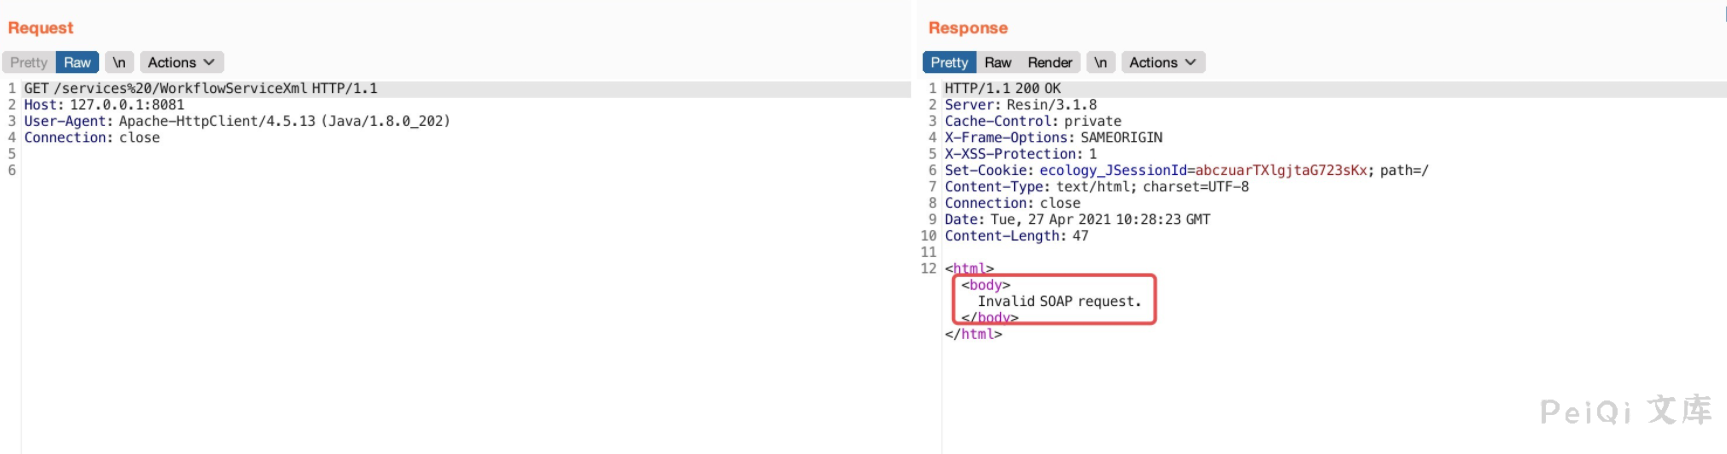 Request
Pretty Raw \n Actions
1 GET /services%20/WorkflowServiceXml HTTP/1.1
2 Host: 127.0.0.1:8081
3 User-Agent: Apache-HttpClient/4.5.13 (Java/1.8.0_202)
4 Connection: close
5
6
Response
Pretty Raw Render \n Actions
1 HTTP/1.1 200 OK
2 Server: Resin/3.1.8
3 Cache-Control: private
4 X-Frame-Options: SAMEORIGIN
5 X-XSS-Protection: 1
6 Set-Cookie: ecology_JSessionId=abczuarTXlgjtaG723sKx; path=/
7 Content-Type: text/html; charset=UTF-8
8 Connection: close
9 Date: Tue, 27 Apr 2021 10:28:23 GMT
10 Content-Length: 47
11
12 <html>
<body>
Invalid SOAP request.
</body>
</html>
PeiQi 文库